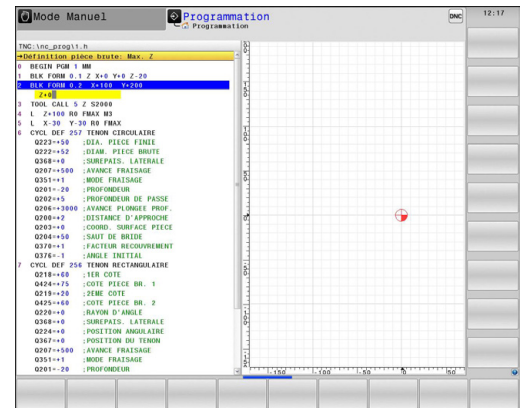 Mode Manuel
Programmation
Programmation
DNC
12:17
TNC:\nc_prog\1.h
→Définition pièce brute: Max. Z
0 BEGIN PGM 1 MM
1 BLK FORM 0.1 Z X+0 Y+0 Z-20
2 BLK FORM 0.2 X+100 Y+200
Z+0
3 TOOL CALL 5 Z S2000
4 L Z+100 R0 FMAX M3
5 L X-30 Y-30 R0 FMAX
6 CYCL DEF 257 TENON CIRCULAIRE
Q223=+50 ;DIA. PIECE FINIE
Q222=+52 ;DIAM. PIECE BRUTE
Q368=+0 ;SUREPAIS. LATERALE
Q207=+500 ;AVANCE FRAISAGE
Q351=+1 ;MODE FRAISAGE
Q201=-20 ;PROFONDEUR
Q202=+5 ;PROFONDEUR DE PASSE
Q206=+3000 ;AVANCE PLONGEE PROF.
Q200=+2 ;DISTANCE D'APPROCHE
Q203=+0 ;COORD. SURFACE PIECE
Q204=+50 ;SAUT DE BRIDE
Q370=+1 ;FACTEUR RECOUVREMENT
Q376=-1 ;ANGLE INITIAL
7 CYCL DEF 256 TENON RECTANGULAIRE
Q218=+60 ;1ER COTE
Q424=+75 ;COTE PIECE BR. 1
Q219=+20 ;2EME COTE
Q425=+60 ;COTE PIECE BR. 2
Q220=+0 ;RAYON D'ANGLE
Q368=+0 ;SUREPAIS. LATERALE
Q224=+0 ;POSITION ANGULAIRE
Q367=+0 ;POSITION DU TENON
Q207=+500 ;AVANCE FRAISAGE
Q351=+1 ;MODE FRAISAGE
Q201=-20 ;PROFONDEUR
-150 -100 -50 0 50